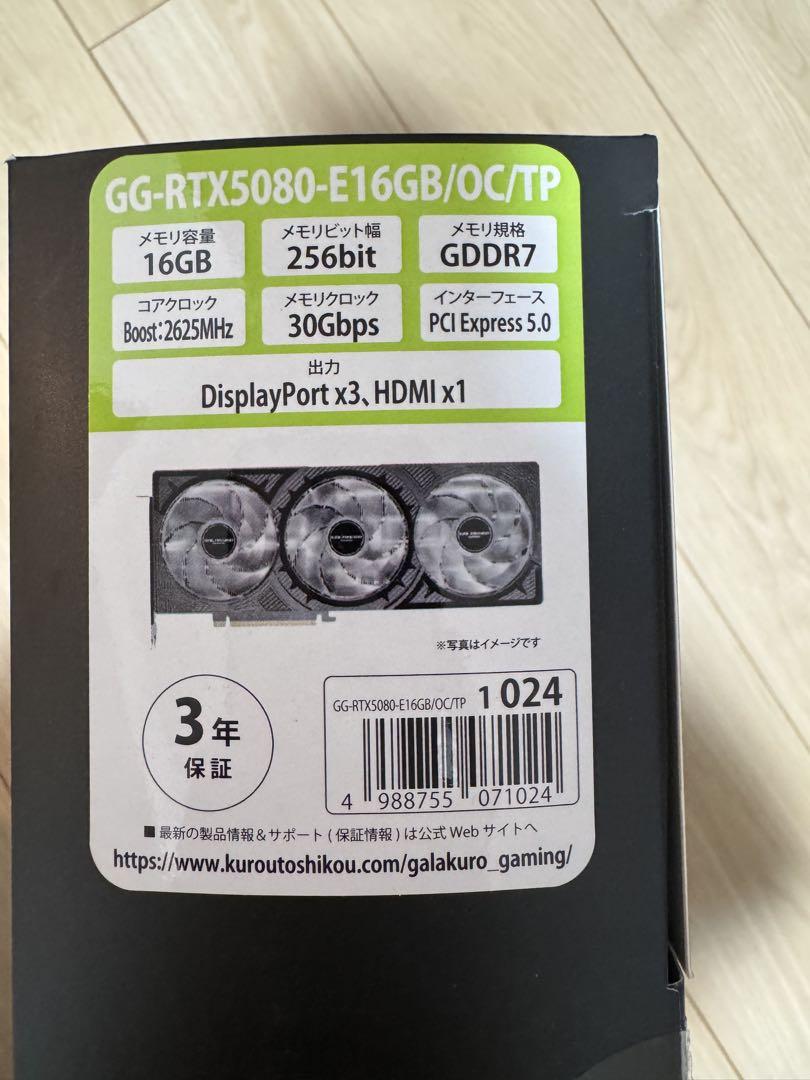 GG-RTX5080-E16GB/OC/TP
メモリ容量
16GB
メモリビット幅
256bit
メモリ規格
GDDR7
コアクロック
Boost:2625MHz
メモリクロック
30Gbps
インターフェース
PCI Express 5.0
出力
DisplayPort x3、HDMI x1
※写真はイメージです
3年
保証
GG-RTX5080-E16GB/OC/TP 1 024
4 988755 071024
■ 最新の製品情報&サポート ( 保証情報 ) は公式 Web サイトへ
https://www.kuroutoshikou.com/galakuro_gaming/